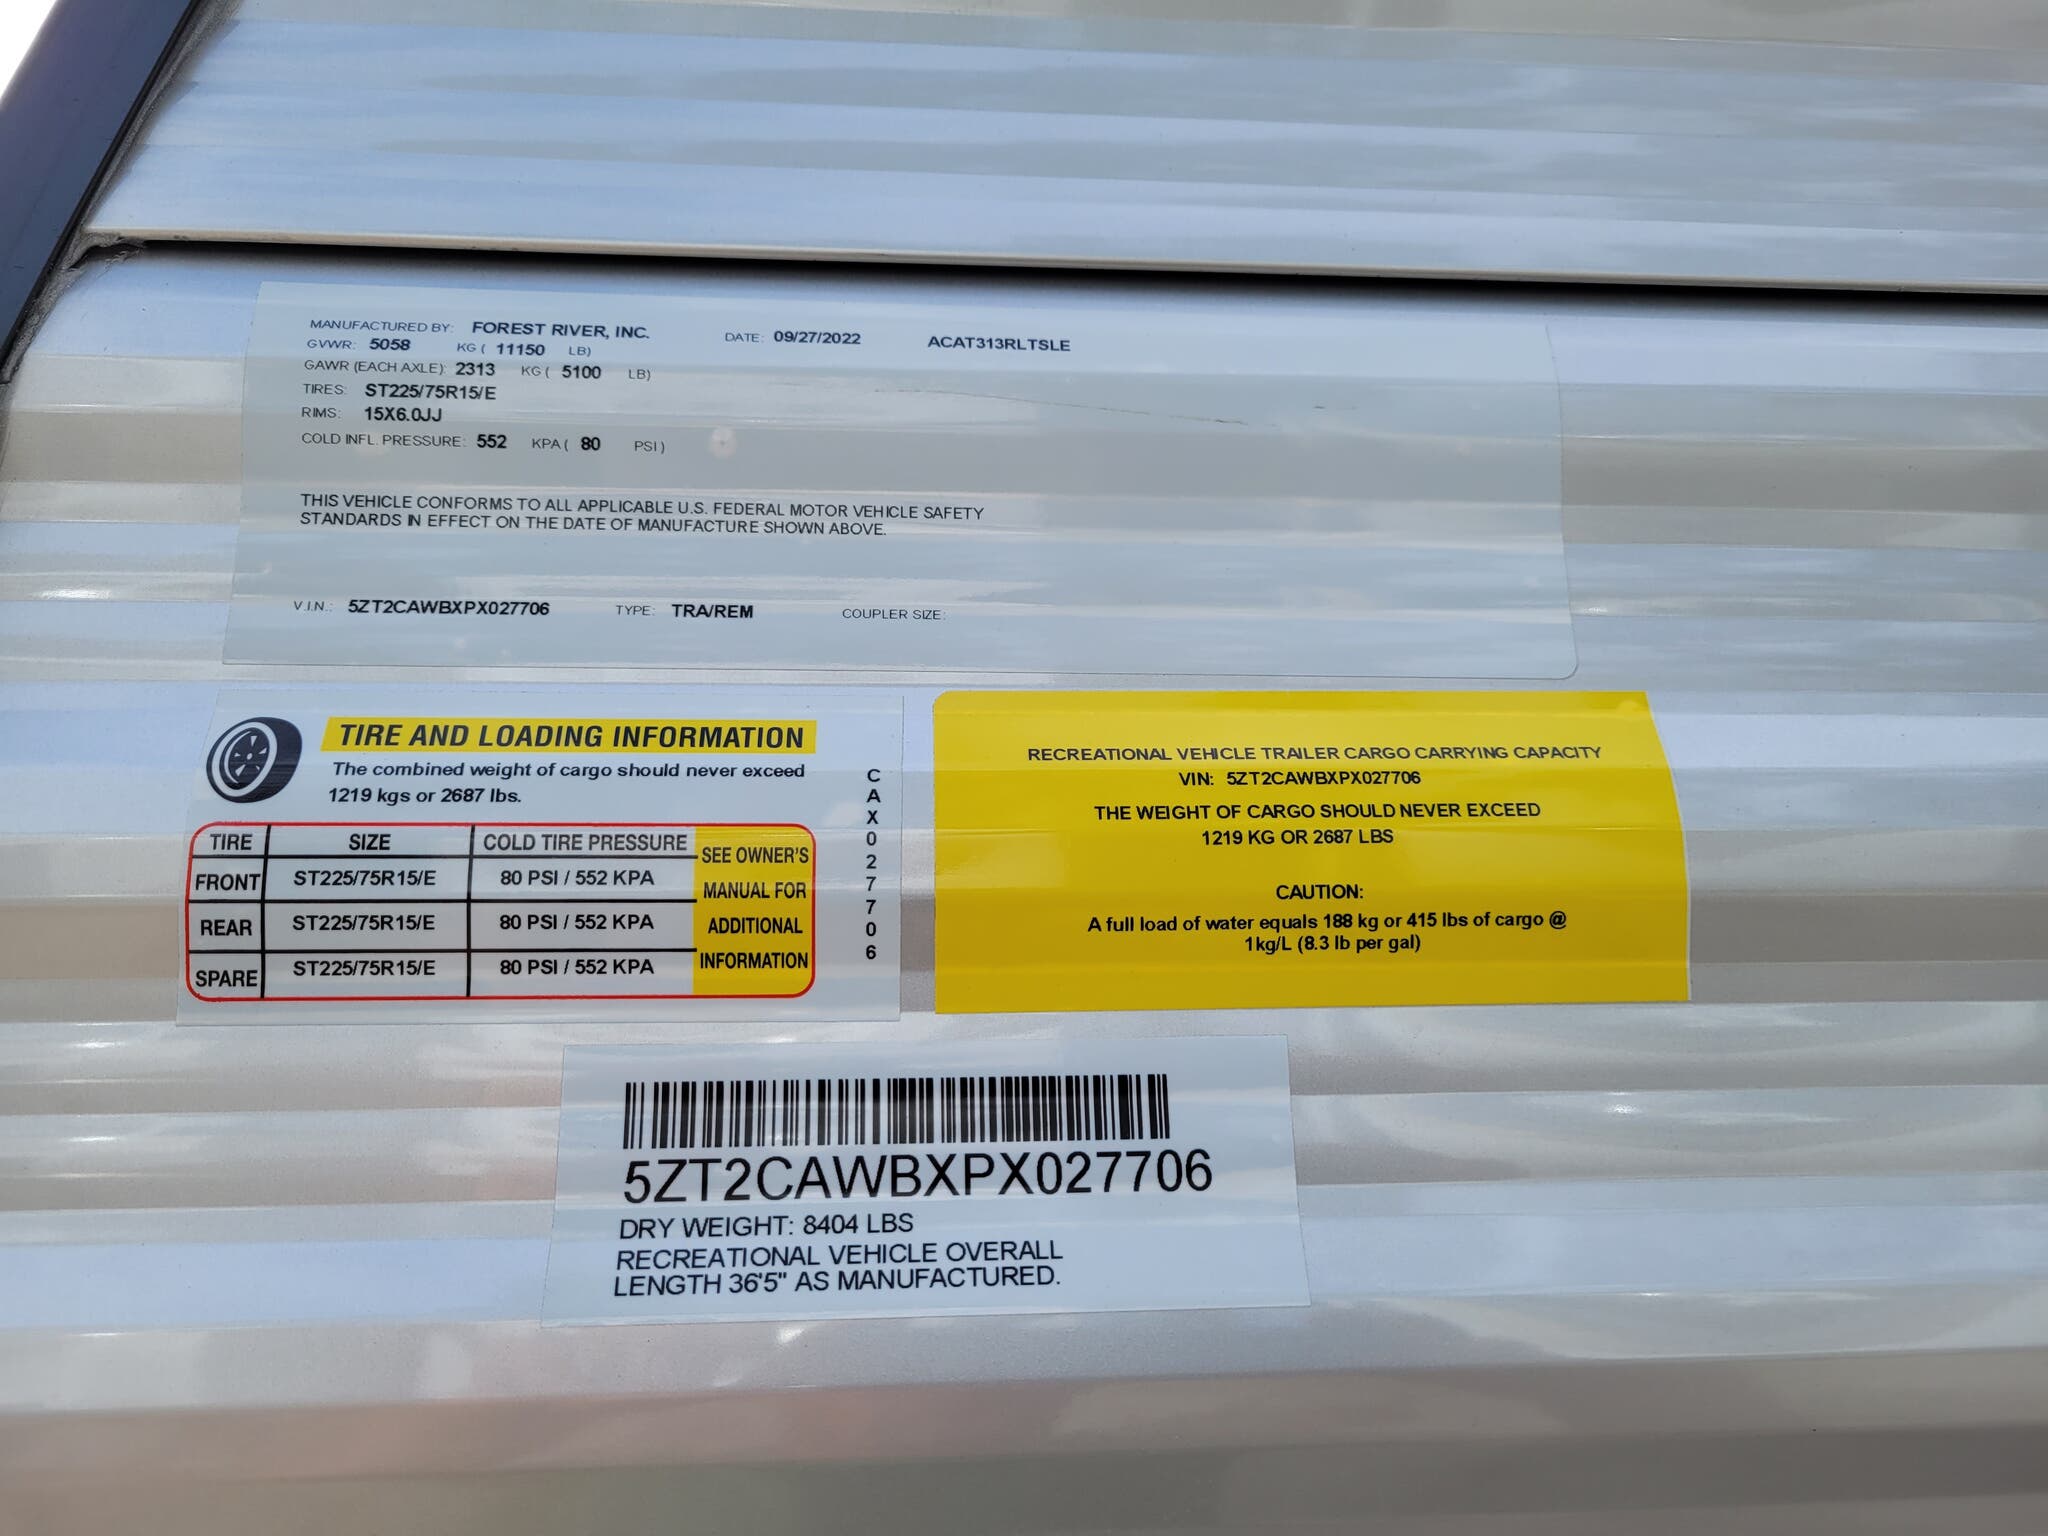 MANUFACTURED BY: FOREST RIVER, INC. DATE: 09/27/2022 ACAT313RLTSLE
GVWR: 5058 KG ( 11150 LB)
GAWR (EACH AXLE): 2313 KG ( 5100 LB)
TIRES: ST225/75R15/E
RIMS: 15X6.0JJ
COLD INFL. PRESSURE: 552 KPA ( 80 PSI )
THIS VEHICLE CONFORMS TO ALL APPLICABLE U.S. FEDERAL MOTOR VEHICLE SAFETY
STANDARDS IN EFFECT ON THE DATE OF MANUFACTURE SHOWN ABOVE.
V.I.N.: 5ZT2CAWBXPX027706 TYPE: TRA/REM COUPLER SIZE:
TIRE AND LOADING INFORMATION
The combined weight of cargo should never exceed
1219 kgs or 2687 lbs.
TIRE SIZE COLD TIRE PRESSURE
FRONT ST225/75R15/E 80 PSI / 552 KPA
REAR ST225/75R15/E 80 PSI / 552 KPA
SPARE ST225/75R15/E 80 PSI / 552 KPA
SEE OWNER'S
MANUAL FOR
ADDITIONAL
INFORMATION
CAX027706
RECREATIONAL VEHICLE TRAILER CARGO CARRYING CAPACITY
VIN: 5ZT2CAWBXPX027706
THE WEIGHT OF CARGO SHOULD NEVER EXCEED
1219 KG OR 2687 LBS
CAUTION:
A full load of water equals 188 kg or 415 lbs of cargo @
1kg/L (8.3 lb per gal)
5ZT2CAWBXPX027706
DRY WEIGHT: 8404 LBS
RECREATIONAL VEHICLE OVERALL
LENGTH 36'5" AS MANUFACTURED.